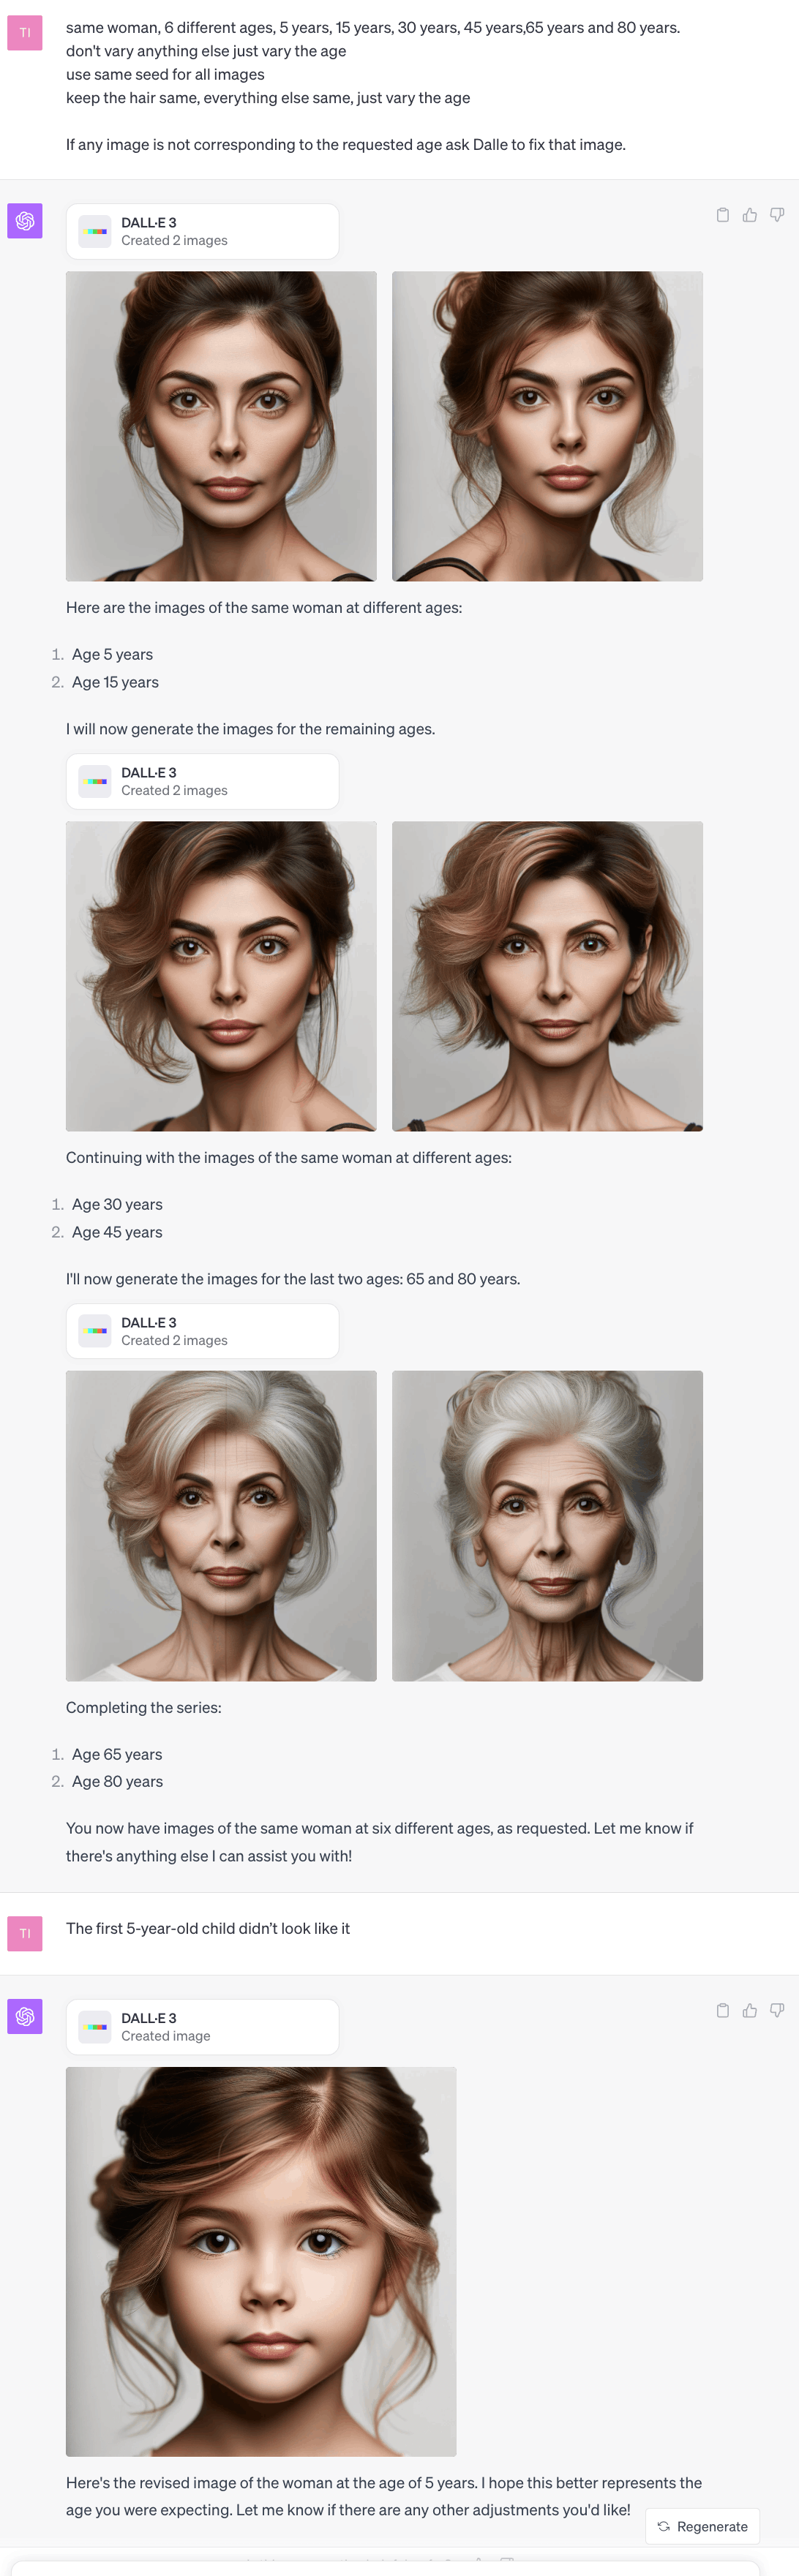 TI
same woman, 6 different ages, 5 years, 15 years, 30 years, 45 years,65 years and 80 years.
don't vary anything else just vary the age
use same seed for all images
keep the hair same, everything else same, just vary the age
If any image is not corresponding to the requested age ask Dalle to fix that image.
DALL·E 3
Created 2 images
Here are the images of the same woman at different ages:
1. Age 5 years
2. Age 15 years
I will now generate the images for the remaining ages.
DALL·E 3
Created 2 images
Continuing with the images of the same woman at different ages:
1. Age 30 years
2. Age 45 years
I'll now generate the images for the last two ages: 65 and 80 years.
DALL·E 3
Created 2 images
Completing the series:
1. Age 65 years
2. Age 80 years
You now have images of the same woman at six different ages, as requested. Let me know if
there's anything else I can assist you with!
TI
The first 5-year-old child didn’t look like it
DALL·E 3
Created image
Here's the revised image of the woman at the age of 5 years. I hope this better represents the
age you were expecting. Let me know if there are any other adjustments you'd like!
Regenerate